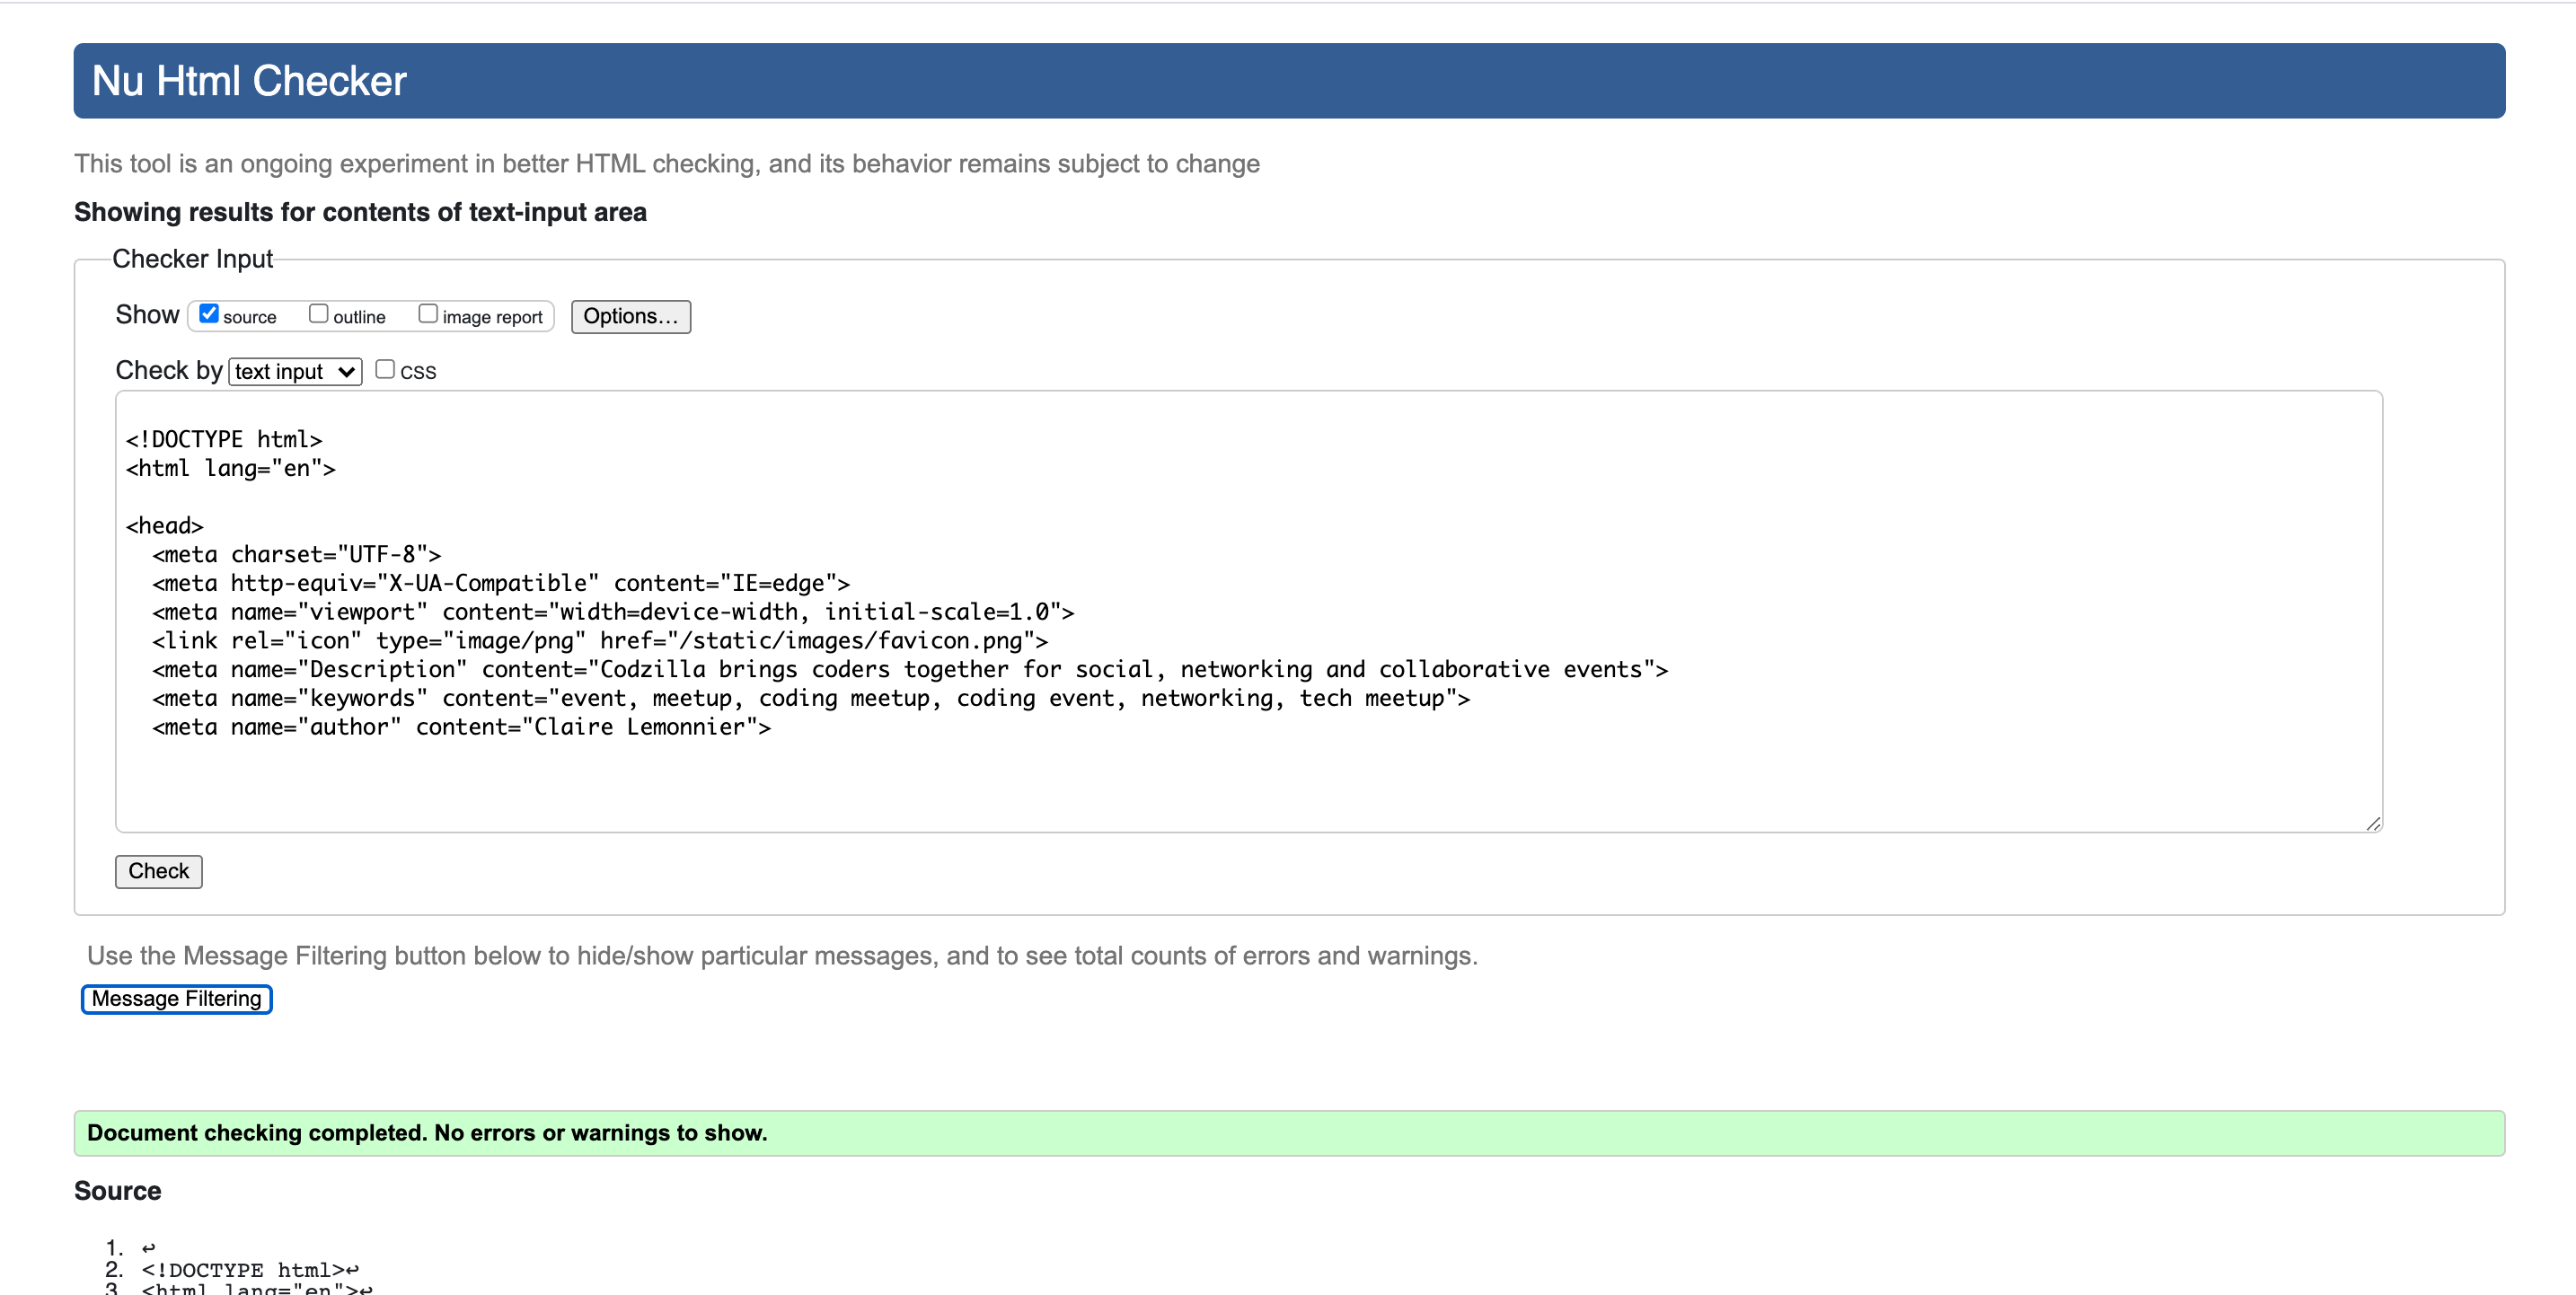 Nu Html Checker
This tool is an ongoing experiment in better HTML checking, and its behavior remains subject to change
Showing results for contents of text-input area
Checker Input
Show source outline image report Options...
Check by text input CSS
<!DOCTYPE html>
<html lang="en">
<head>
<meta charset="UTF-8">
<meta http-equiv="X-UA-Compatible" content="IE=edge">
<meta name="viewport" content="width=device-width, initial-scale=1.0">
<link rel="icon" type="image/png" href="/static/images/favicon.png">
<meta name="Description" content="Codzilla brings coders together for social, networking and collaborative events">
<meta name="keywords" content="event, meetup, coding meetup, coding event, networking, tech meetup">
<meta name="author" content="Claire Lemonnier">
Check
Use the Message Filtering button below to hide/show particular messages, and to see total counts of errors and warnings.
Message Filtering
Document checking completed. No errors or warnings to show.
Source
1. ↩
2. <!DOCTYPE html>↩
3. <html lang="en">↩